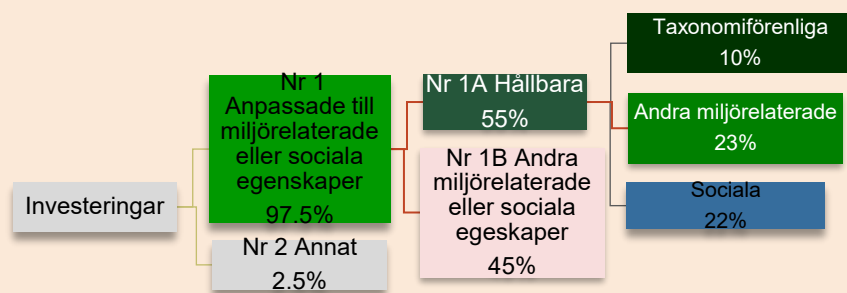 Investeringar
Nr 1
Anpassade till
miljörelaterade
eller sociala
egenskaper
97.5%
Nr 2 Annat
2.5%
Nr 1A Hållbara
55%
Nr 1B Andra
miljörelaterade
eller sociala
egeskaper
45%
Taxonomiförenliga
10%
Andra miljörelaterade
23%
Sociala
22%